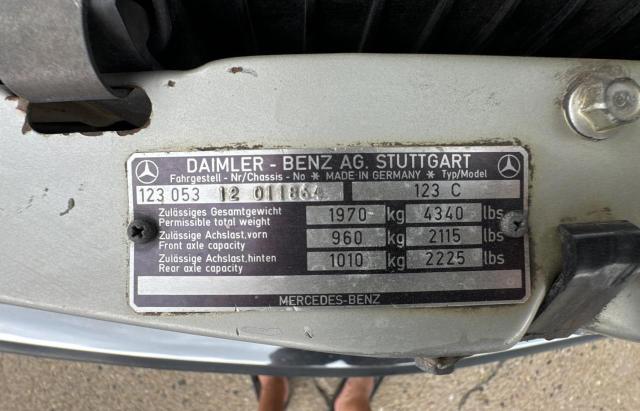 DAIMLER - BENZ AG. STUTTGART
Fahrgestell - Nr/Chassis - No * MADE IN GERMANY * Typ/Model
123 053 12 011864 123 C
Zulässiges Gesamtgewicht
Permissible total weight 1970 kg 4340 lbs
Zulässige Achslast,vorn
Front axle capacity 960 kg 2115 lbs
Zulässige Achslast,hinten
Rear axle capacity 1010 kg 2225 lbs
MERCEDES-BENZ